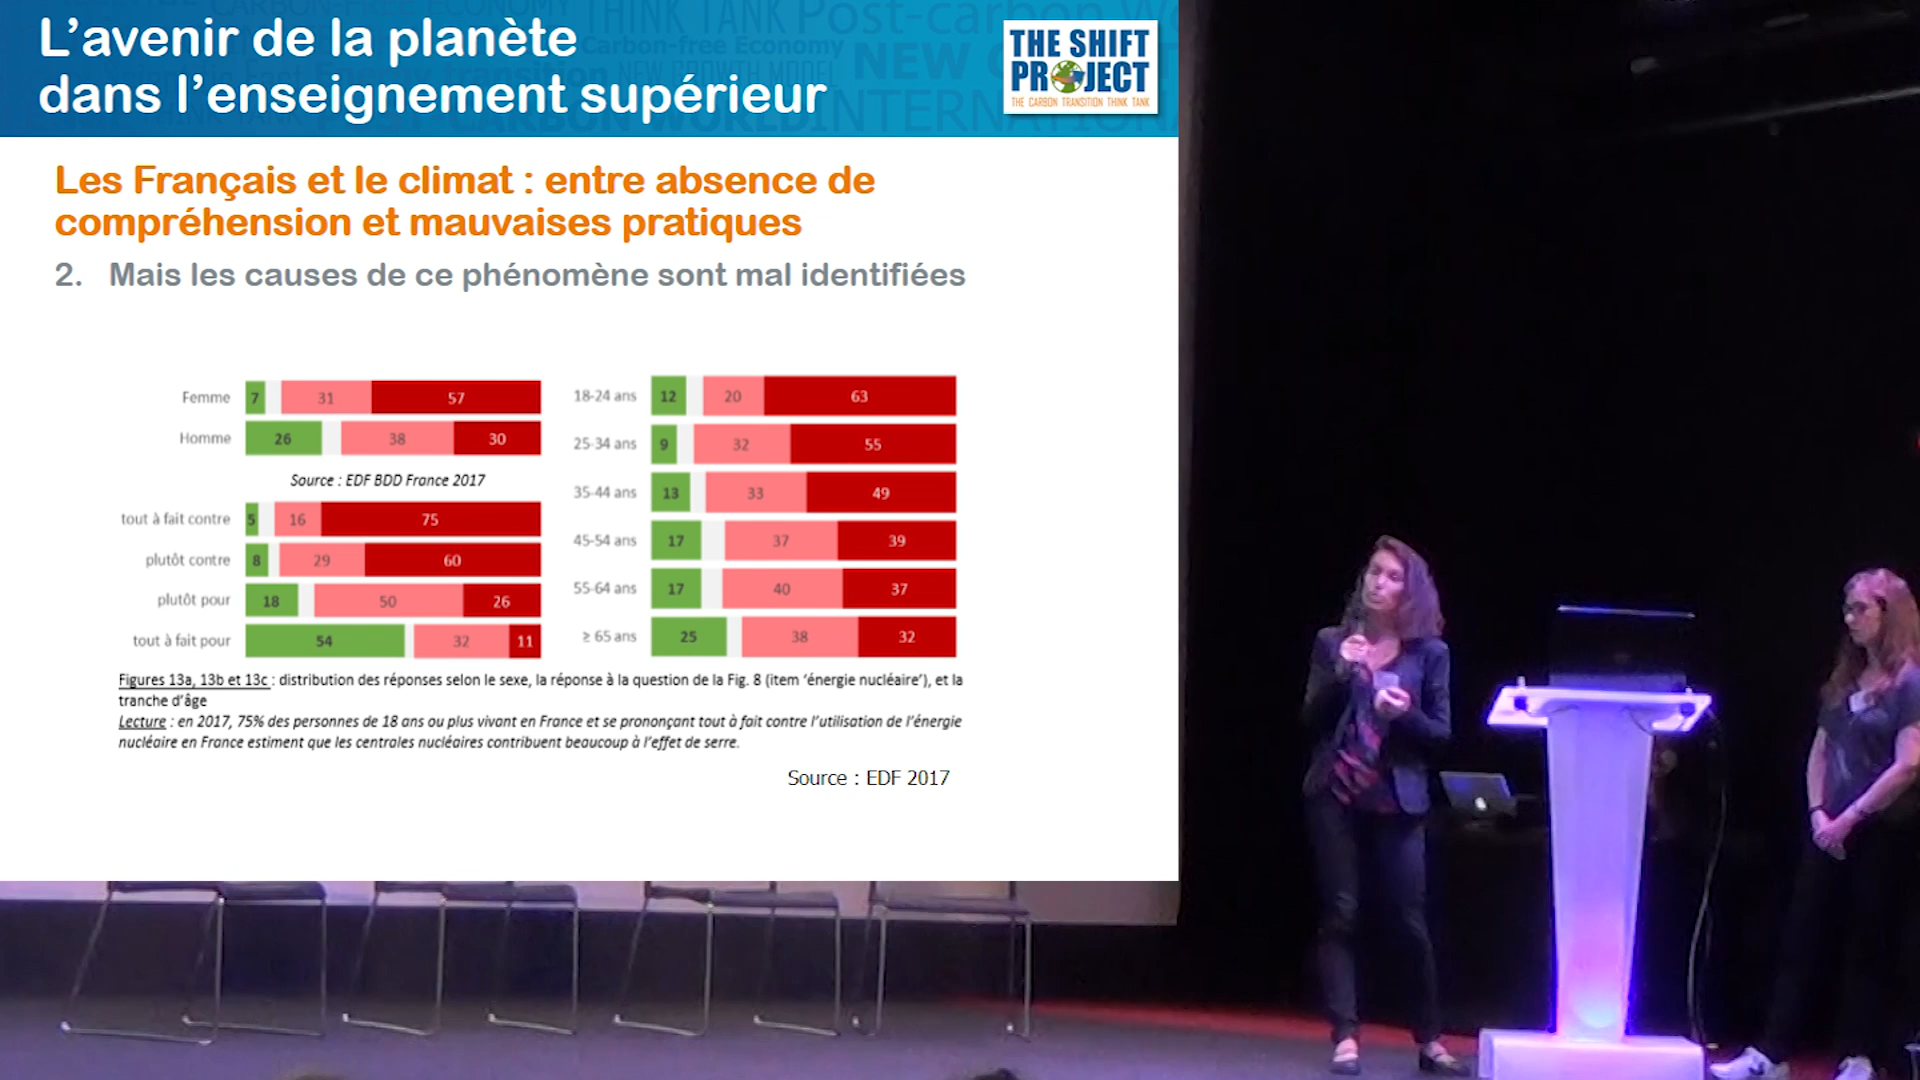 L'avenir de la planète
dans l'enseignement supérieur
THE SHIFT
PROJECT
THE CARBON TRANSITION THINK TANK
Les Français et le climat : entre absence de
compréhension et mauvaises pratiques
2. Mais les causes de ce phénomène sont mal identifiées
Femme 7 31 57
Homme 26 38 30
Source : EDF BDD France 2017
tout à fait contre 5 16 75
plutôt contre 8 29 60
plutôt pour 18 50 26
tout à fait pour 54 32 11
18-24 ans 12 20 63
25-34 ans 9 32 55
35-44 ans 13 33 49
45-54 ans 17 37 39
55-64 ans 17 40 37
≥ 65 ans 25 38 32
Figures 13a, 13b et 13c : distribution des réponses selon le sexe, la réponse à la question de la Fig. 8 (item 'énergie nucléaire'), et la
tranche d'âge
Lecture : en 2017, 75% des personnes de 18 ans ou plus vivant en France et se prononçant tout à fait contre l'utilisation de l'énergie
nucléaire en France estiment que les centrales nucléaires contribuent beaucoup à l'effet de serre.
Source : EDF 2017